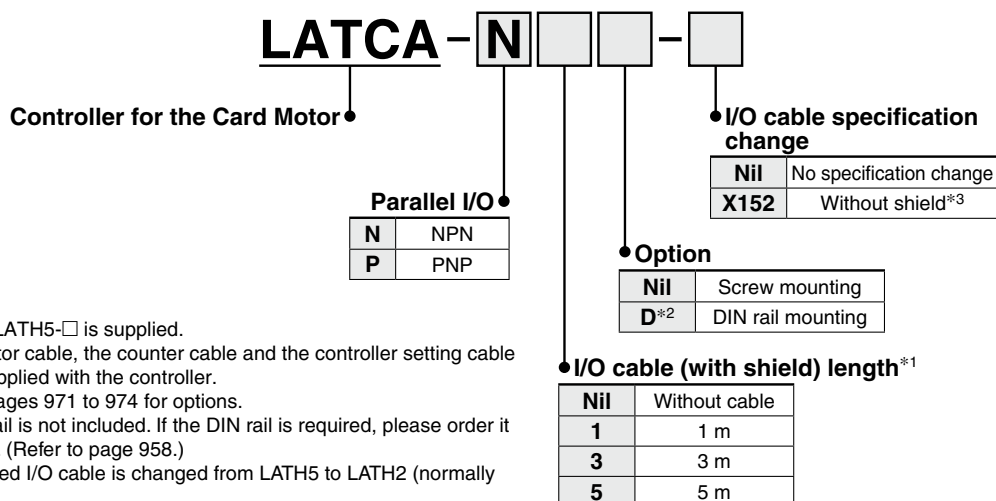 LATCA-N□□-□
Controller for the Card Motor
I/O cable specification
change
Nil No specification change
X152 Without shield*3
Parallel I/O
N NPN
P PNP
Option
Nil Screw mounting
D*2 DIN rail mounting
I/O cable (with shield) length*1
Nil Without cable
1 1 m
3 3 m
5 5 m
LATH5-□ is supplied.
tor cable, the counter cable and the controller setting cable
pplied with the controller.
ages 971 to 974 for options.
ail is not included. If the DIN rail is required, please order it
. (Refer to page 958.)
ed I/O cable is changed from LATH5 to LATH2 (normally